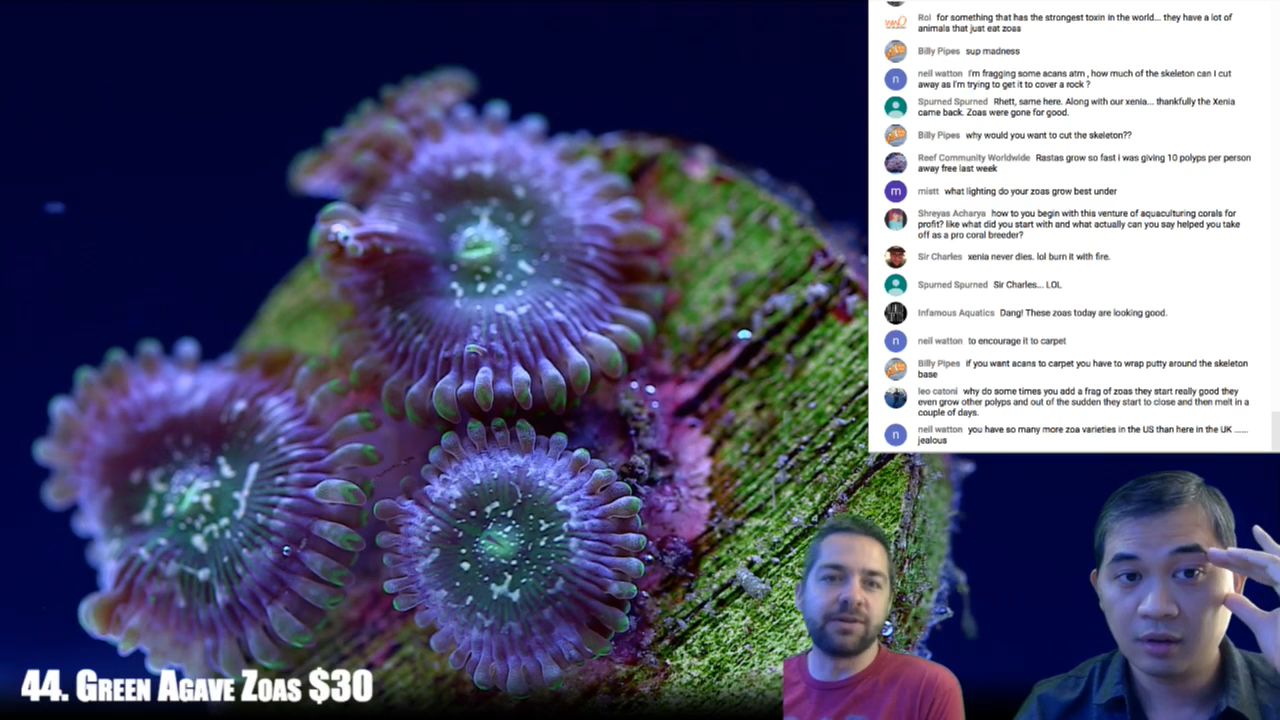 Rol for something that has the strongest toxin in the world... they have a lot of
animals that just eat zoas
Billy Pipes sup madness
n neil watton I'm fragging some acans atm , how much of the skeleton can I cut
away as I'm trying to get it to cover a rock ?
Spurned Spurned Rhett, same here. Along with our xenia... thankfully the Xenia
came back. Zoas were gone for good.
Billy Pipes why would you want to cut the skeleton??
Reef Community Worldwide Rastas grow so fast i was giving 10 polyps per person
away free last week
m mistt what lighting do your zoas grow best under
Shreyas Acharya how to you begin with this venture of aquaculturing corals for
profit? like what did you start with and what actually can you say helped you take
off as a pro coral breeder?
Sir Charles xenia never dies. lol burn it with fire.
Spurned Spurned Sir Charles... LOL
Infamous Aquatics Dang! These zoas today are looking good.
n neil watton to encourage it to carpet
Billy Pipes if you want acans to carpet you have to wrap putty around the skeleton
base
leo catoni why do some times you add a frag of zoas they start really good they
even grow other polyps and out of the sudden they start to close and then melt in a
couple of days.
n neil watton you have so many more zoa varieties in the US than here in the UK ......
jealous
44. Green Agave Zoas $30